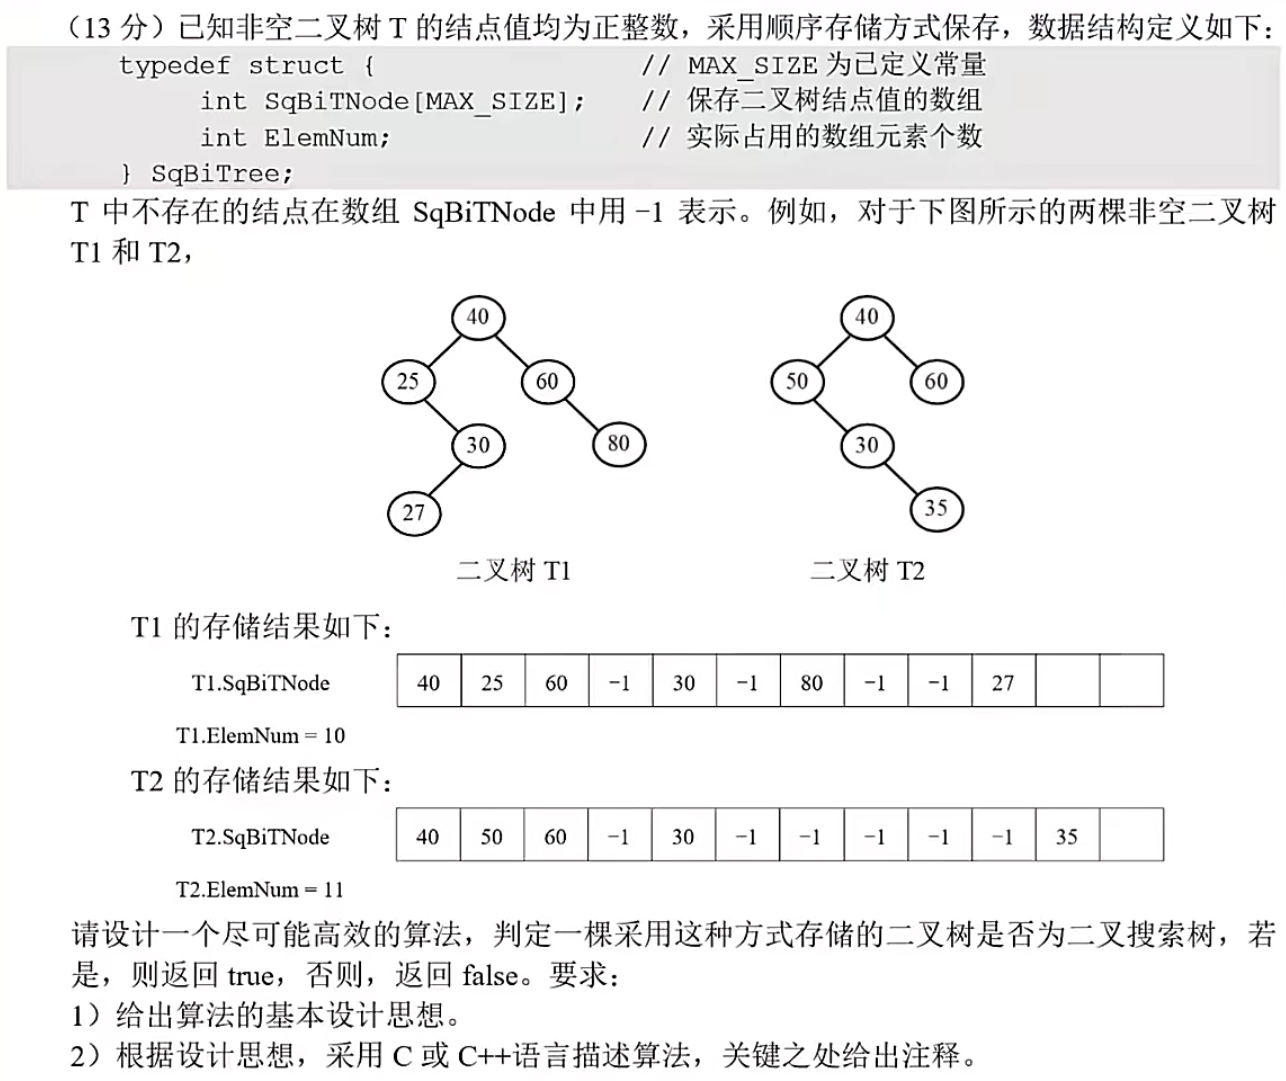 （13 分）已知非空二叉树 T 的结点值均为正整数，采用顺序存储方式保存，数据结构定义如下：
typedef struct { // MAX_SIZE 为已定义常量
int SqBiTNode[MAX_SIZE]; // 保存二叉树结点值的数组
int ElemNum; // 实际占用的数组元素个数
} SqBiTree;
T 中不存在的结点在数组 SqBiTNode 中用 −1 表示。例如，对于下图所示的两棵非空二叉树
T1 和 T2，
40 40
25 60 50 60
30 80 30
27 35
二叉树 T1 二叉树 T2
T1 的存储结果如下：
T1.SqBiTNode 40 25 60 −1 30 −1 80 −1 −1 27
T1.ElemNum = 10
T2 的存储结果如下：
T2.SqBiTNode 40 50 60 −1 30 −1 −1 −1 −1 −1 35
T2.ElemNum = 11
请设计一个尽可能高效的算法，判定一棵采用这种方式存储的二叉树是否为二叉搜索树，若
是，则返回 true，否则，返回 false。要求：
1）给出算法的基本设计思想。
2）根据设计思想，采用 C 或 C++语言描述算法，关键之处给出注释。